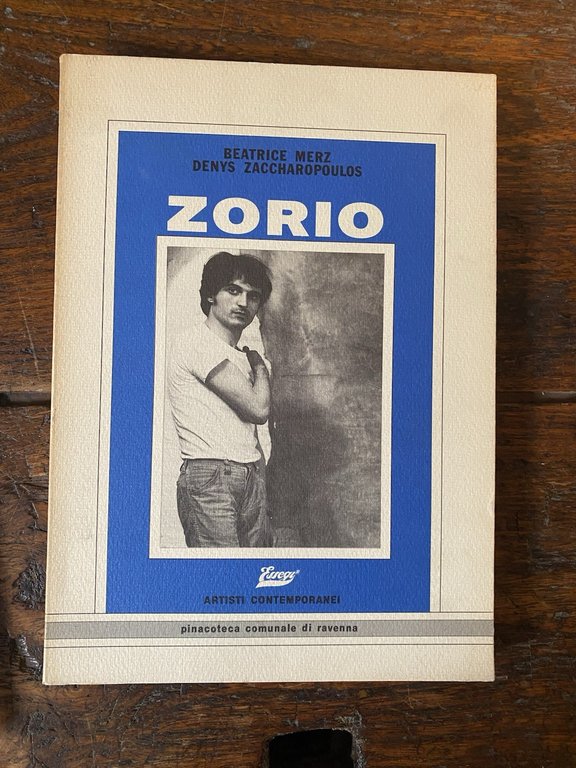 BEATRICE MERZ
DENYS ZACCHAROPOULOS
ZORIO
Essegi
ARTISTI CONTEMPORANEI
pinacoteca comunale di ravenna